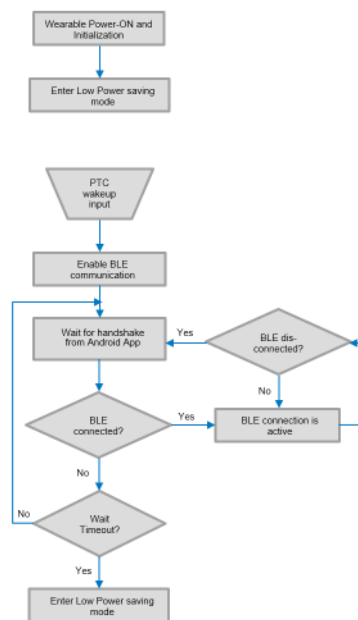 Wearable Power-ON and
Initialization
Enter Low Power saving
mode
PTC
wakeup
input
Enable BLE
communication
Wait for handshake
from Android App
Yes
BLE dis-
connected?
No
BLE
connected?
Yes
BLE connection is
active
No
No
Wait
Timeout?
Yes
Enter Low Power saving
mode